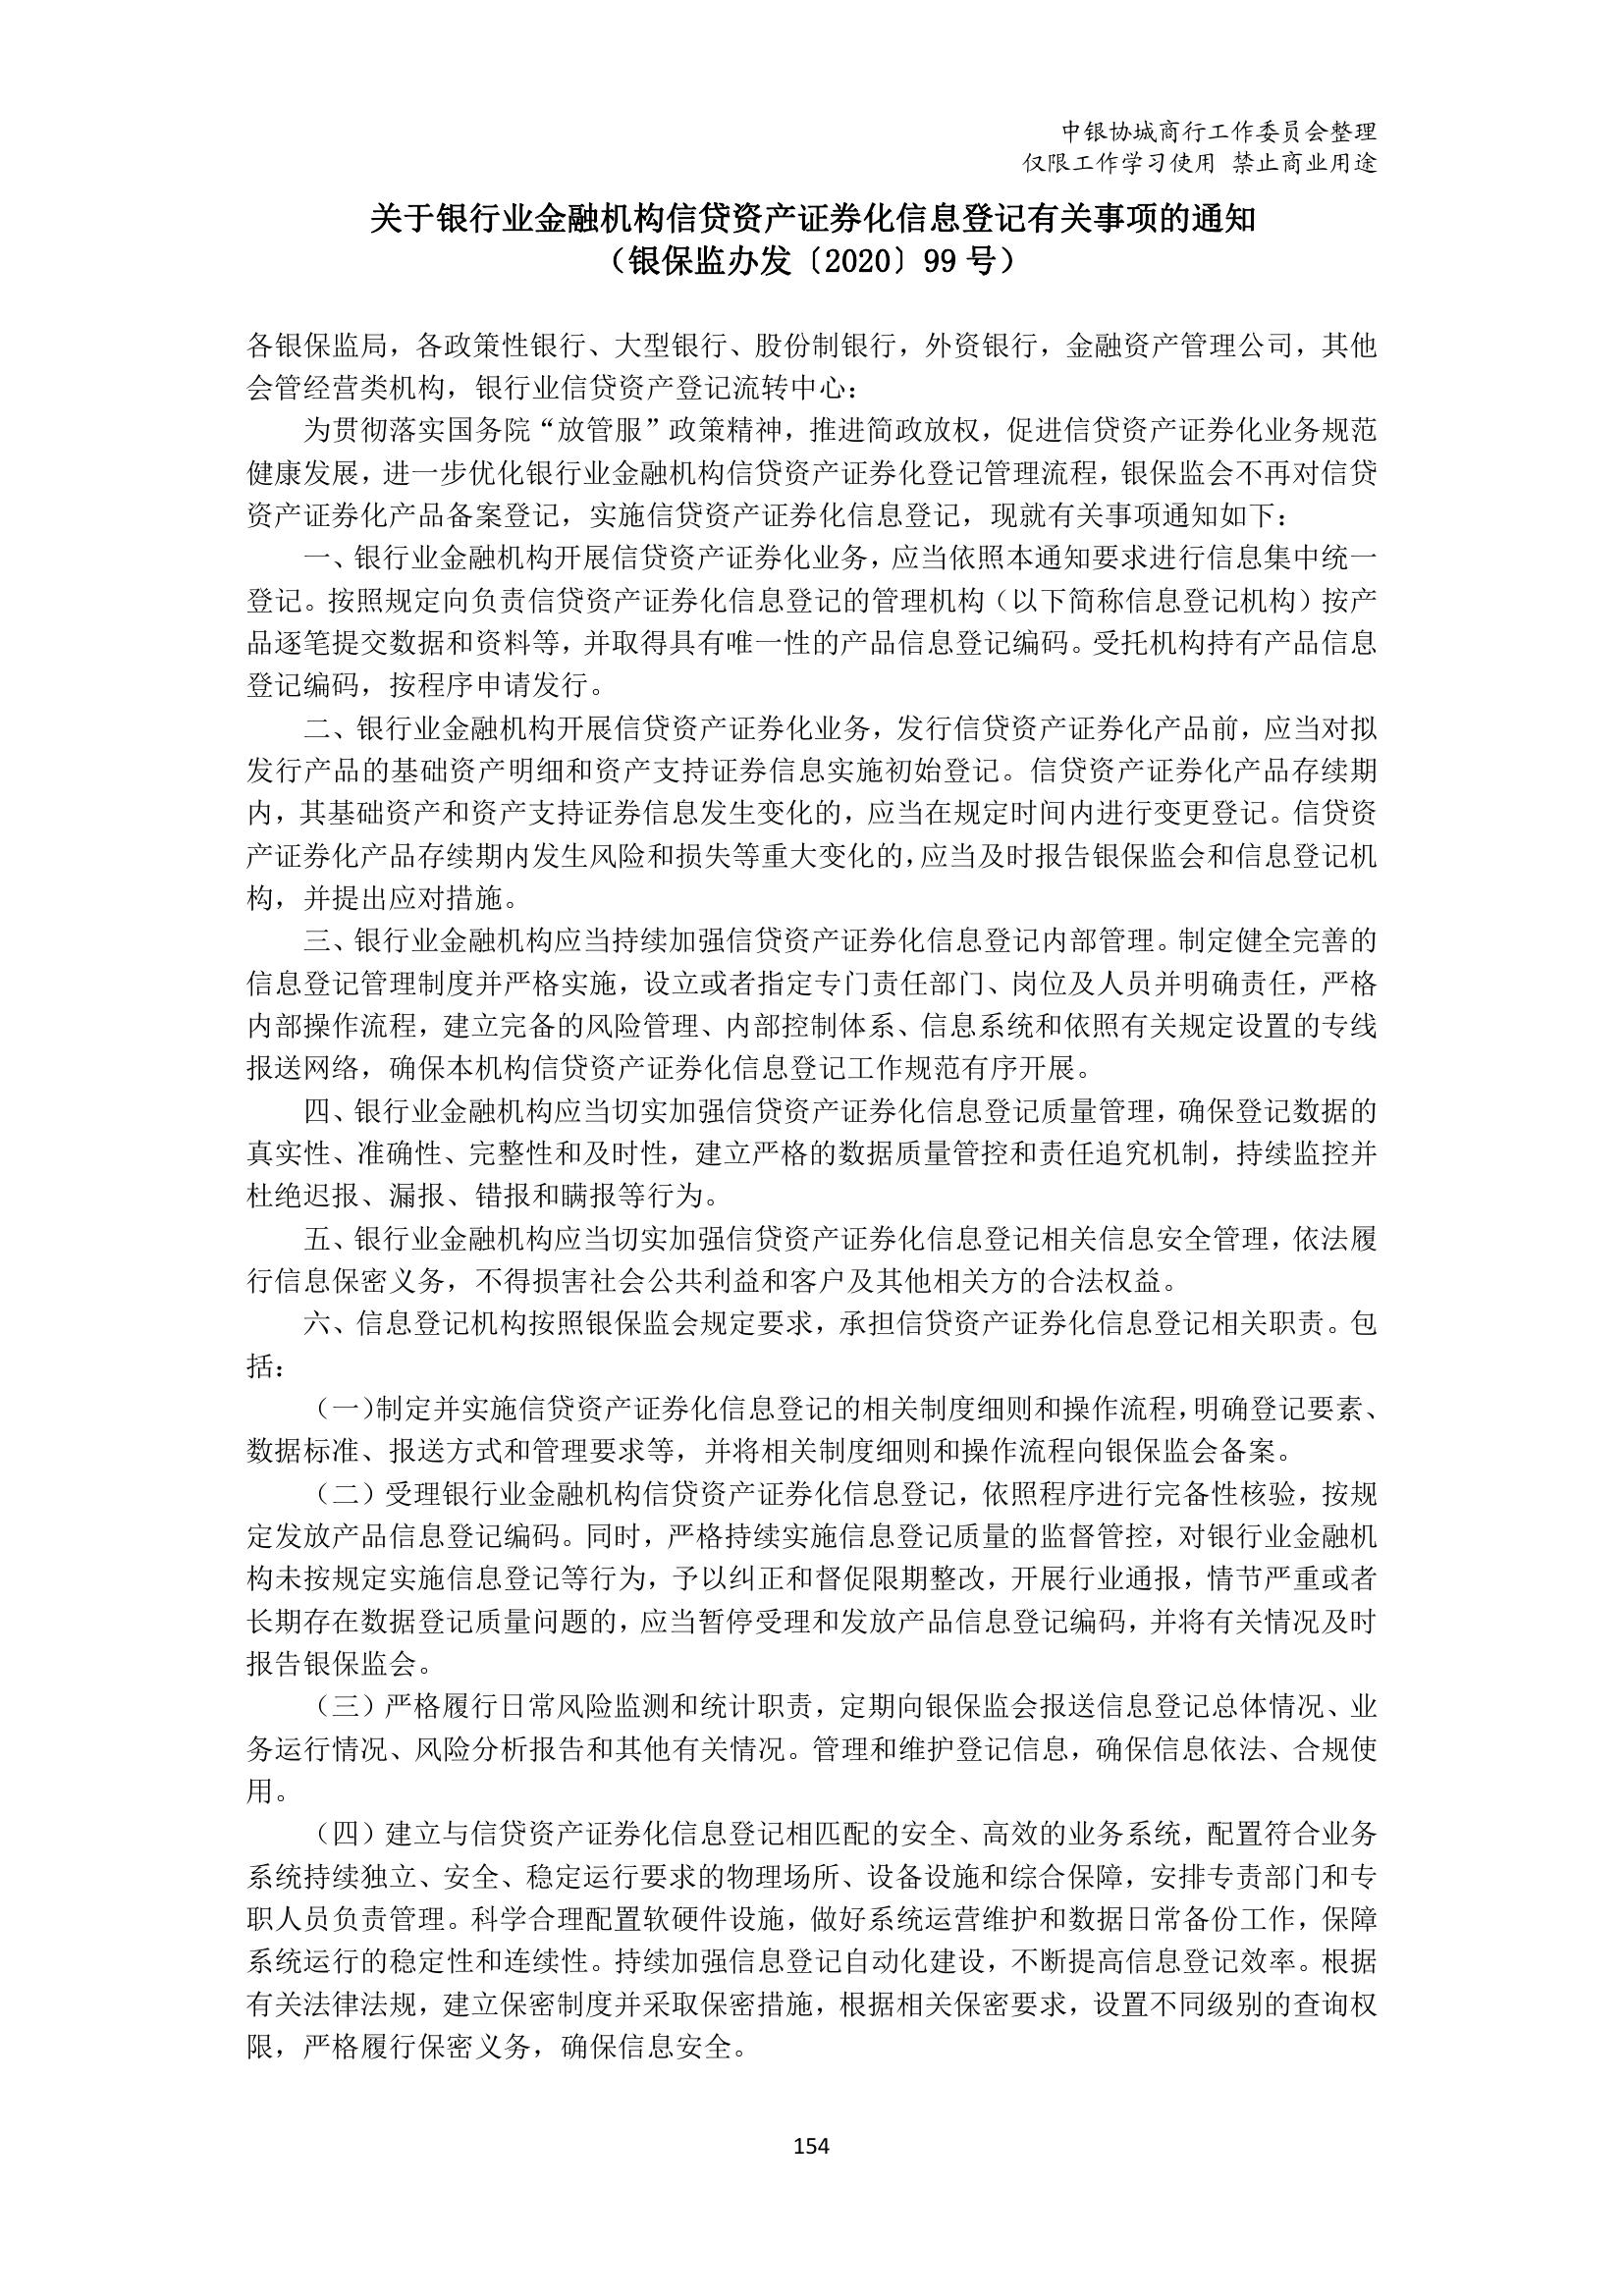 中银协城商行工作委员会整理
仅限工作学习使用 禁止商业用途
关于银行业金融机构信贷资产证券化信息登记有关事项的通知
（银保监办发〔2020〕99 号）
各银保监局，各政策性银行、大型银行、股份制银行，外资银行，金融资产管理公司，其他
会管经营类机构，银行业信贷资产登记流转中心：
为贯彻落实国务院“放管服”政策精神，推进简政放权，促进信贷资产证券化业务规范
健康发展，进一步优化银行业金融机构信贷资产证券化登记管理流程，银保监会不再对信贷
资产证券化产品备案登记，实施信贷资产证券化信息登记，现就有关事项通知如下：
一、银行业金融机构开展信贷资产证券化业务，应当依照本通知要求进行信息集中统一
登记。按照规定向负责信贷资产证券化信息登记的管理机构（以下简称信息登记机构）按产
品逐笔提交数据和资料等，并取得具有唯一性的产品信息登记编码。受托机构持有产品信息
登记编码，按程序申请发行。
二、银行业金融机构开展信贷资产证券化业务，发行信贷资产证券化产品前，应当对拟
发行产品的基础资产明细和资产支持证券信息实施初始登记。信贷资产证券化产品存续期
内，其基础资产和资产支持证券信息发生变化的，应当在规定时间内进行变更登记。信贷资
产证券化产品存续期内发生风险和损失等重大变化的，应当及时报告银保监会和信息登记机
构，并提出应对措施。
三、银行业金融机构应当持续加强信贷资产证券化信息登记内部管理。制定健全完善的
信息登记管理制度并严格实施，设立或者指定专门责任部门、岗位及人员并明确责任，严格
内部操作流程，建立完备的风险管理、内部控制体系、信息系统和依照有关规定设置的专线
报送网络，确保本机构信贷资产证券化信息登记工作规范有序开展。
四、银行业金融机构应当切实加强信贷资产证券化信息登记质量管理，确保登记数据的
真实性、准确性、完整性和及时性，建立严格的数据质量管控和责任追究机制，持续监控并
杜绝迟报、漏报、错报和瞒报等行为。
五、银行业金融机构应当切实加强信贷资产证券化信息登记相关信息安全管理，依法履
行信息保密义务，不得损害社会公共利益和客户及其他相关方的合法权益。
六、信息登记机构按照银保监会规定要求，承担信贷资产证券化信息登记相关职责。包
括：
（一）制定并实施信贷资产证券化信息登记的相关制度细则和操作流程，明确登记要素、
数据标准、报送方式和管理要求等，并将相关制度细则和操作流程向银保监会备案。
（二）受理银行业金融机构信贷资产证券化信息登记，依照程序进行完备性核验，按规
定发放产品信息登记编码。同时，严格持续实施信息登记质量的监督管控，对银行业金融机
构未按规定实施信息登记等行为，予以纠正和督促限期整改，开展行业通报，情节严重或者
长期存在数据登记质量问题的，应当暂停受理和发放产品信息登记编码，并将有关情况及时
报告银保监会。
（三）严格履行日常风险监测和统计职责，定期向银保监会报送信息登记总体情况、业
务运行情况、风险分析报告和其他有关情况。管理和维护登记信息，确保信息依法、合规使
用。
（四）建立与信贷资产证券化信息登记相匹配的安全、高效的业务系统，配置符合业务
系统持续独立、安全、稳定运行要求的物理场所、设备设施和综合保障，安排专责部门和专
职人员负责管理。科学合理配置软硬件设施，做好系统运营维护和数据日常备份工作，保障
系统运行的稳定性和连续性。持续加强信息登记自动化建设，不断提高信息登记效率。根据
有关法律法规，建立保密制度并采取保密措施，根据相关保密要求，设置不同级别的查询权
限，严格履行保密义务，确保信息安全。
154